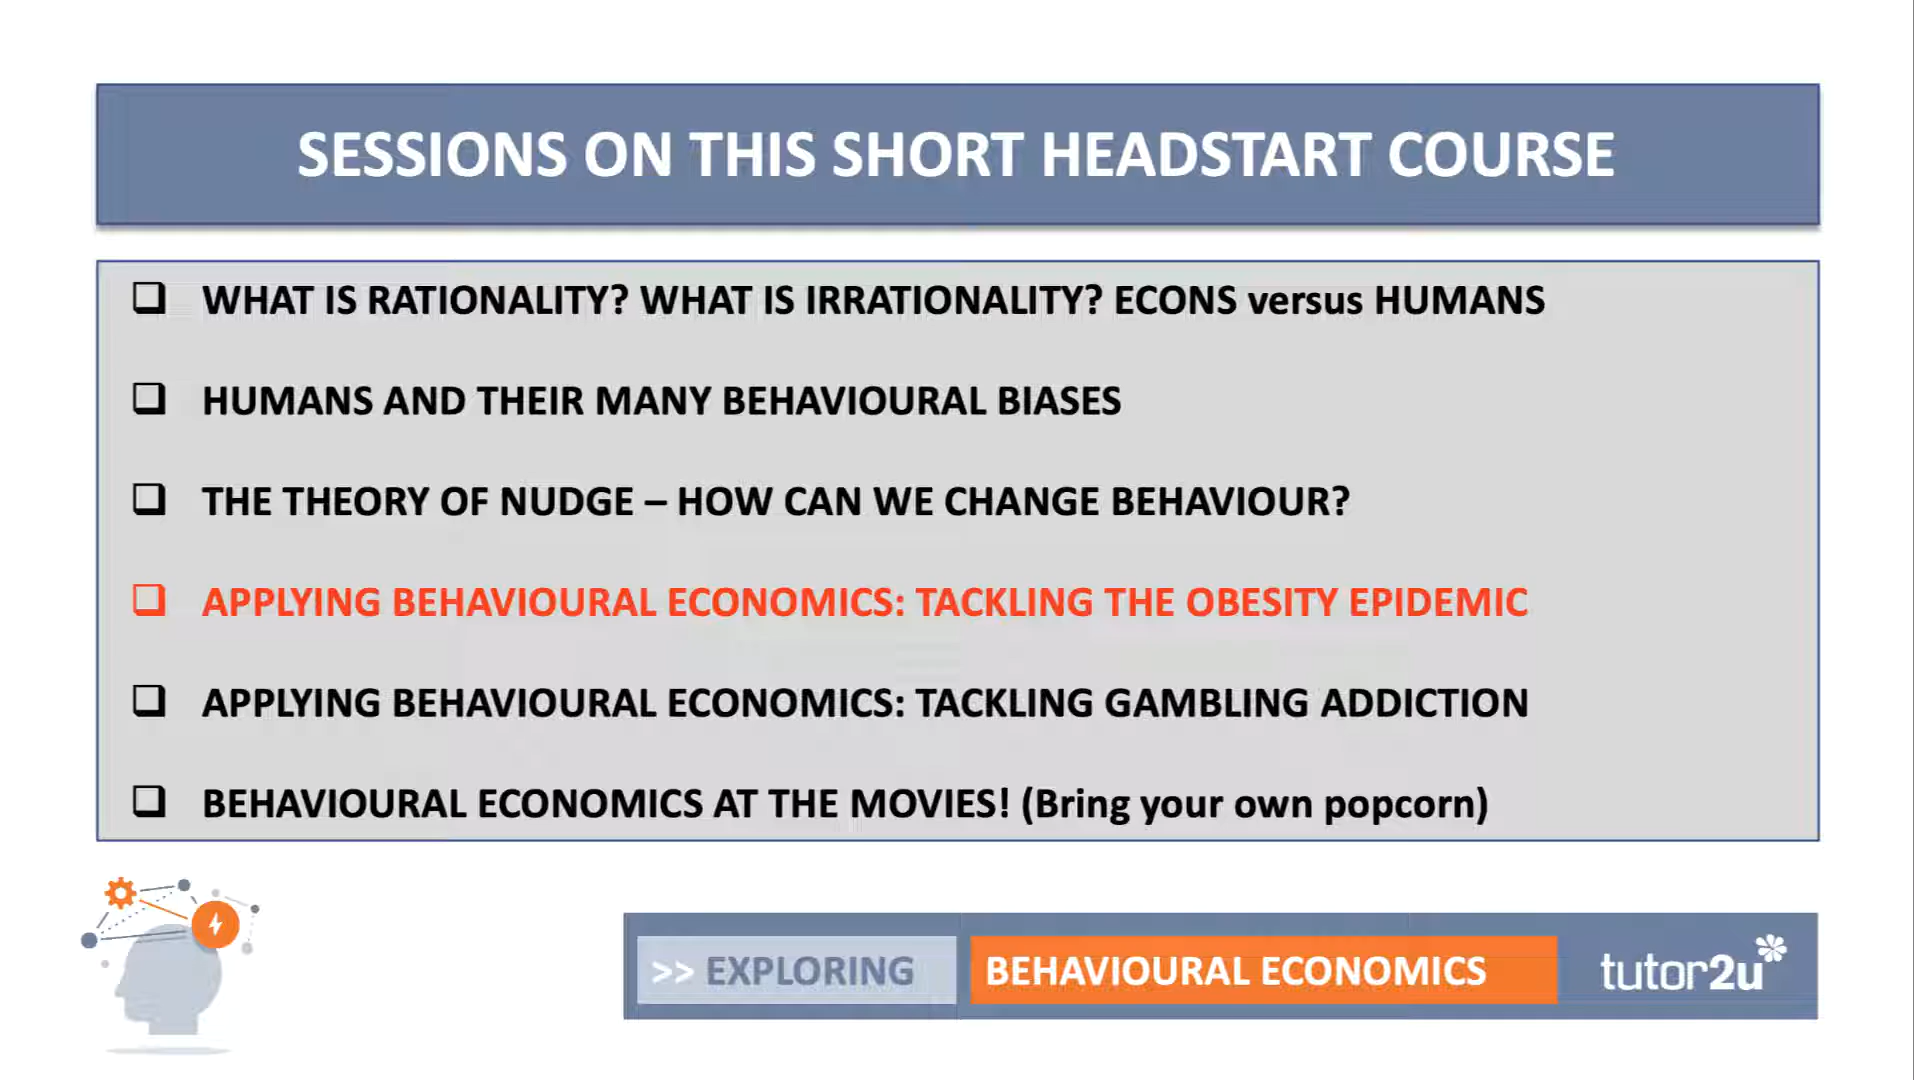 SESSIONS ON THIS SHORT HEADSTART COURSE
WHAT IS RATIONALITY? WHAT IS IRRATIONALITY? ECONS versus HUMANS
HUMANS AND THEIR MANY BEHAVIOURAL BIASES
THE THEORY OF NUDGE – HOW CAN WE CHANGE BEHAVIOUR?
APPLYING BEHAVIOURAL ECONOMICS: TACKLING THE OBESITY EPIDEMIC
APPLYING BEHAVIOURAL ECONOMICS: TACKLING GAMBLING ADDICTION
BEHAVIOURAL ECONOMICS AT THE MOVIES! (Bring your own popcorn)
>> EXPLORING BEHAVIOURAL ECONOMICS tutor2u